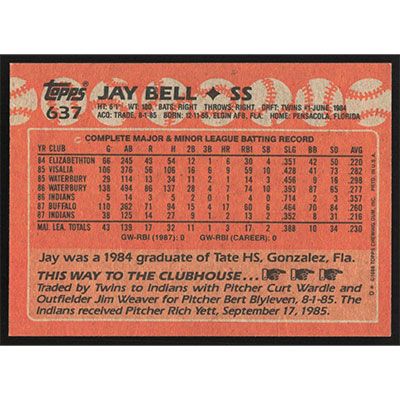 Topps
637
JAY BELL ✦ SS
HT: 6'1" WT: 180 BATS: RIGHT THROWS: RIGHT DRFT: TWINS #1-JUNE, 1984
ACQ: TRADE, 8-1-85 BORN: 12-11-65, ELGIN AFB, FLA. HOME: PENSACOLA, FLORIDA
COMPLETE MAJOR & MINOR LEAGUE BATTING RECORD
YR CLUB G AB R H 2B 3B HR RBI SB SLG BB SO AVG
84 ELIZABETHTON 66 245 43 54 12 1 6 30 4 .351 42 50 .220
85 VISALIA 106 376 56 106 16 6 9 59 10 .428 41 73 .282
85 WATERBURY 29 114 13 34 11 2 1 14 3 .456 9 16 .298
86 WATERBURY 138 494 86 137 28 4 7 74 10 .393 87 65 .277
86 INDIANS 5 14 3 5 2 0 1 4 0 .714 2 3 .357
87 BUFFALO 110 362 71 94 15 4 17 60 6 .464 70 84 .260
87 INDIANS 38 125 14 27 9 1 2 13 2 .352 8 31 .216
MAJ. LEA. TOTALS 43 139 17 32 11 1 3 17 2 .388 10 34 .230
GW-RBI (1987): 0 GW-RBI (CAREER): 0
Jay was a 1984 graduate of Tate HS, Gonzalez, Fla.
THIS WAY TO THE CLUBHOUSE...
Traded by Twins to Indians with Pitcher Curt Wardle and
Outfielder Jim Weaver for Pitcher Bert Blyleven, 8-1-85. The
Indians received Pitcher Rich Yett, September 17, 1985.
©1988 TOPPS CHEWING GUM, INC. PRTD. IN U.S.A.